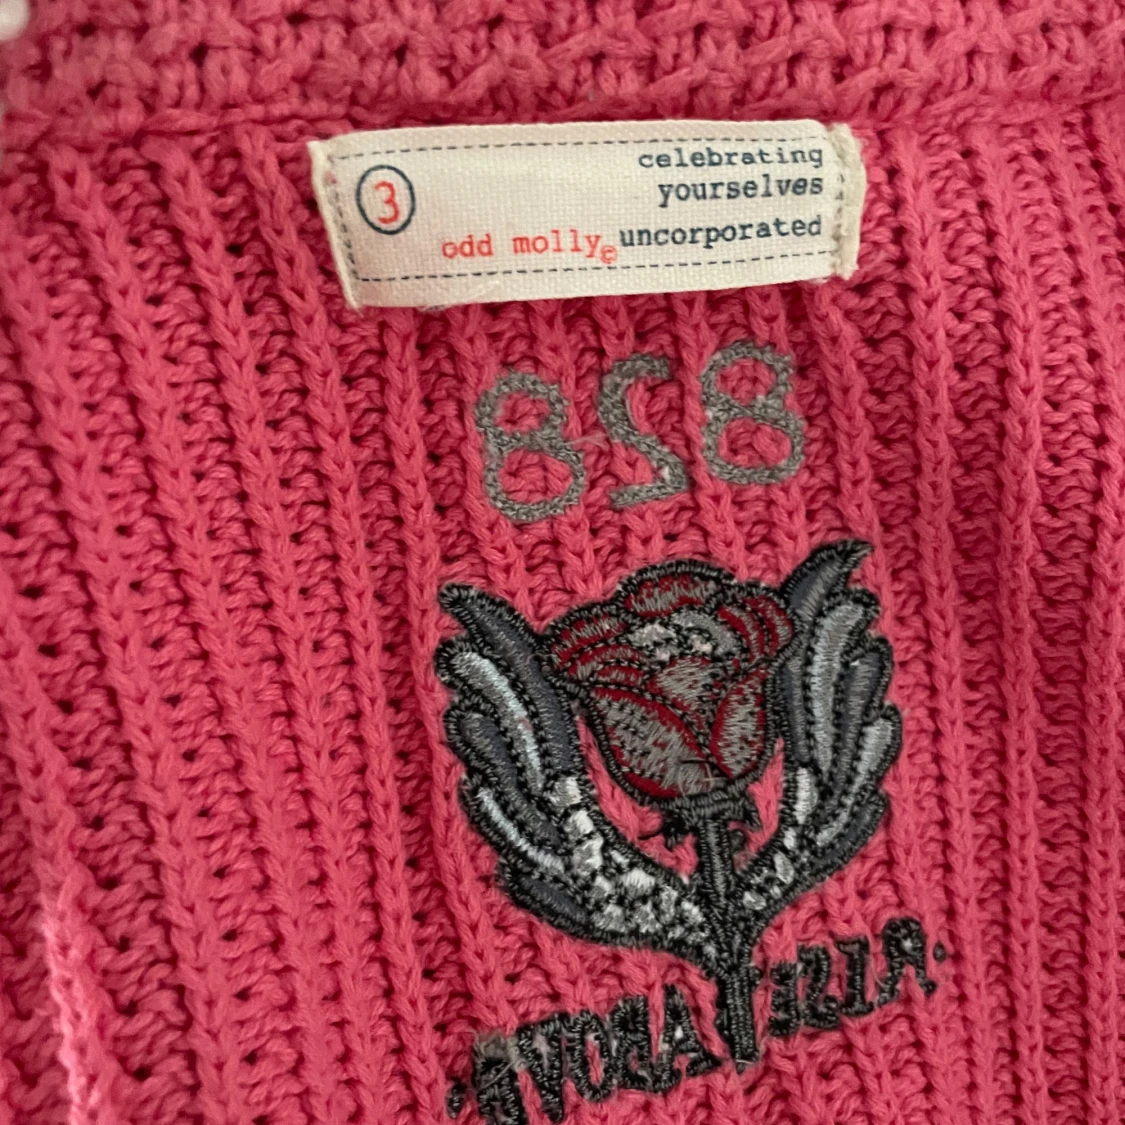 3
celebrating
yourselves
odd molly© uncorporated
828
RISE ABOVE